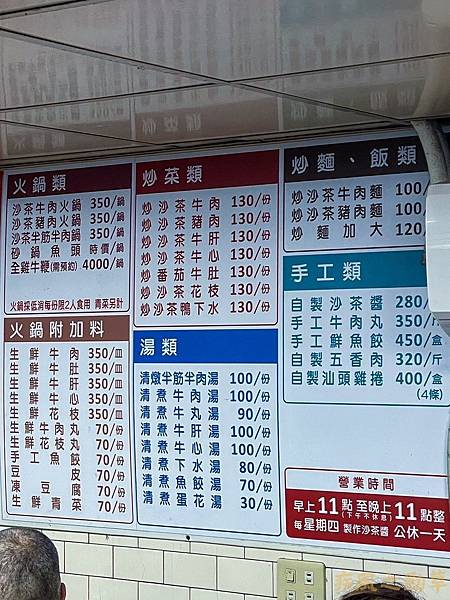 火鍋類
沙茶牛肉火鍋 350/鍋
沙茶豬肉火鍋 350/鍋
沙茶半筋半肉鍋 350/鍋
砂鍋魚頭 時價/鍋
全雞牛鞭(需預約) 4000/鍋
火鍋採低消每份限2人食用 青菜另計
火鍋附加料
生鮮牛肉 350/皿
生鮮牛肚 350/皿
生鮮牛肝 350/皿
生鮮牛心 350/皿
生鮮花枝 350/皿
生鮮牛肉丸 70/份
生鮮花枝丸 70/份
手工魚餃 70/份
豆皮 70/份
凍豆腐 70/份
生鮮青菜 70/份
炒菜類
炒沙茶牛肉 130/份
炒沙茶豬肉 130/份
炒沙茶牛肝 130/份
炒沙茶牛心 130/份
炒番茄牛肚 130/份
炒沙茶花枝 130/份
炒沙茶鴨下水 130/份
湯類
清燉半筋半肉湯 100/份
清煮牛肉湯 100/份
清煮牛丸湯 90/份
清煮牛肝湯 100/份
清煮牛心湯 100/份
清煮下水湯 80/份
清煮魚餃湯 70/份
清煮蛋花湯 30/份
炒麵、飯類
炒沙茶牛肉麵 100/
炒沙茶豬肉麵 100/
炒麵加大 120/
手工類
自製沙茶醬 280/
手工牛肉丸 350/斤
手工鮮魚餃 450/盒
自製五香肉 320/斤
自製汕頭雞捲 400/盒
(4條)
營業時間
早上11點至晚上11點整
(下午不休息)
每星期四 製作沙茶醬 公休一天